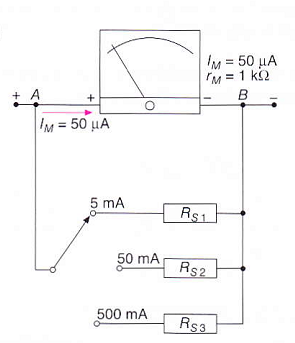 I_M = 50 μA
r_M = 1 kΩ
+ A + − B −
I_M = 50 μA
5 mA
R_S1
50 mA
R_S2
500 mA
R_S3